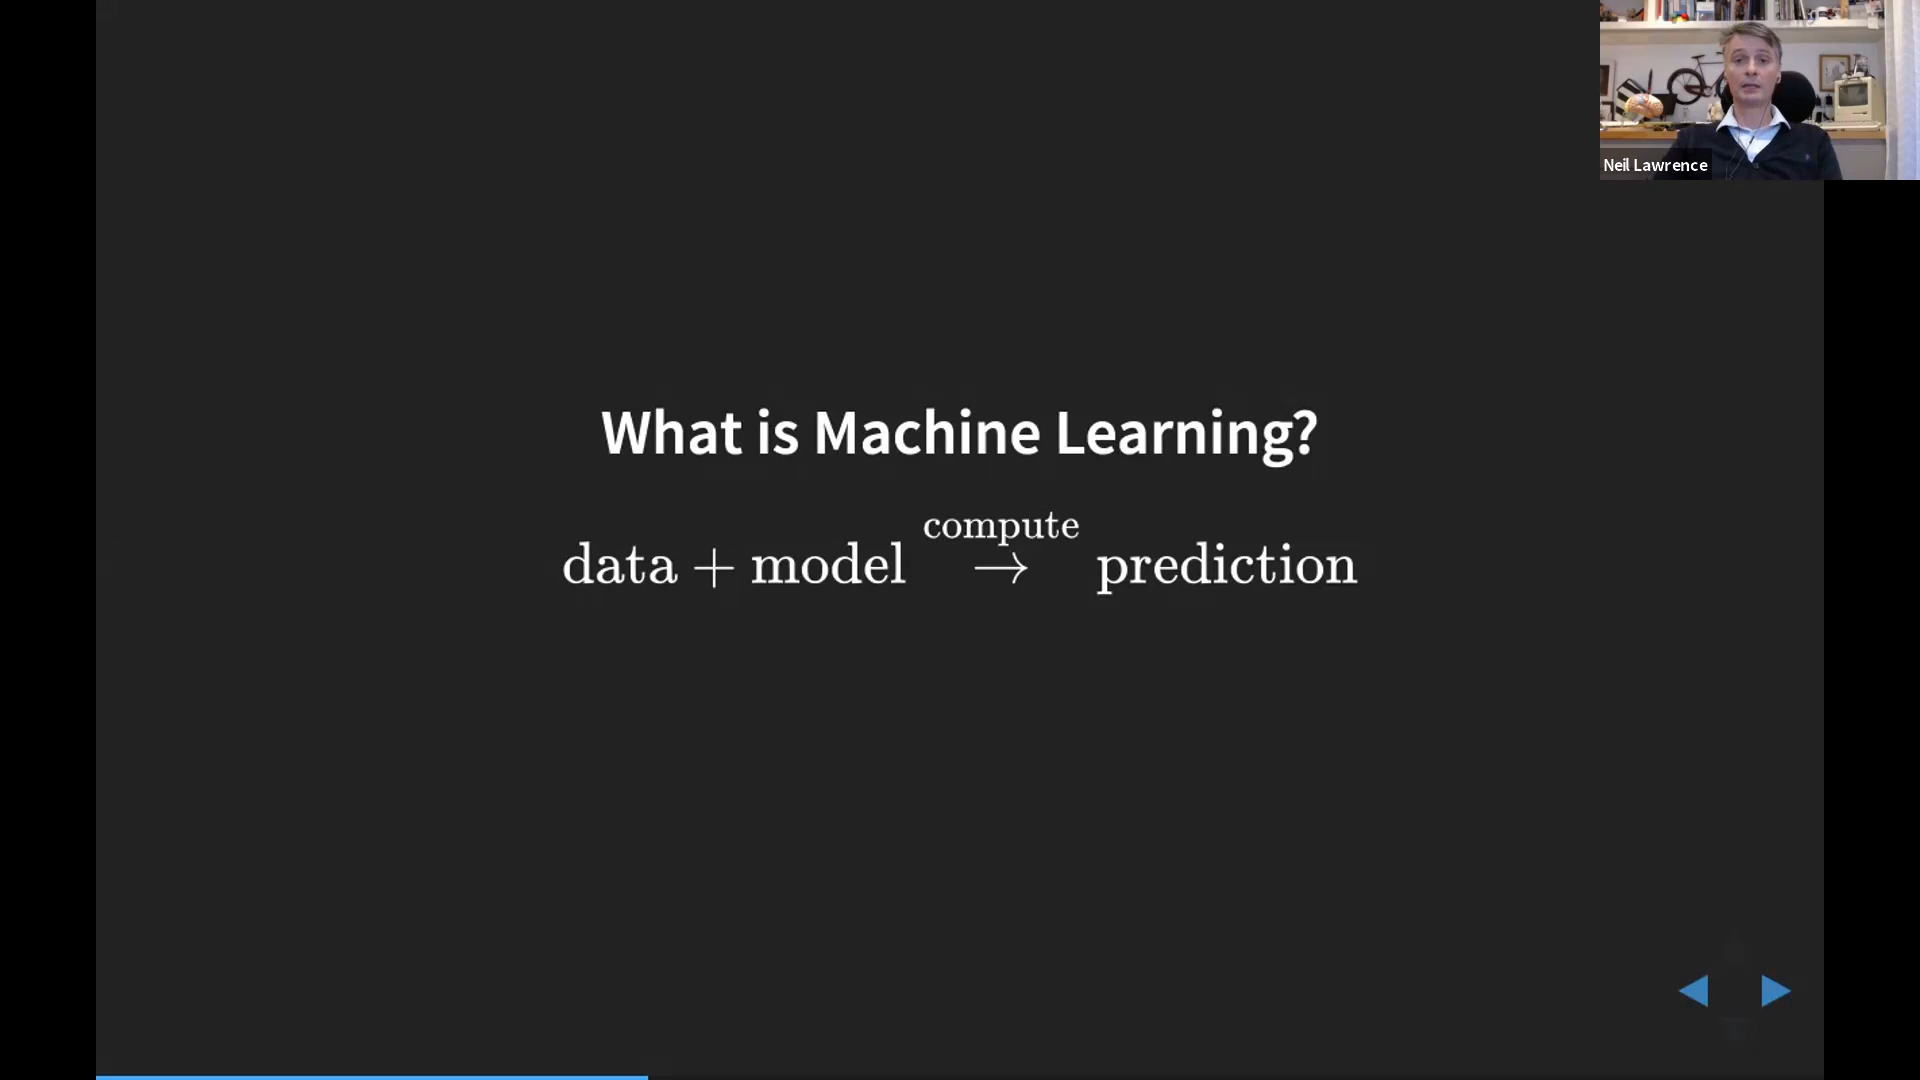 What is Machine Learning?
data + model compute → prediction
Neil Lawrence